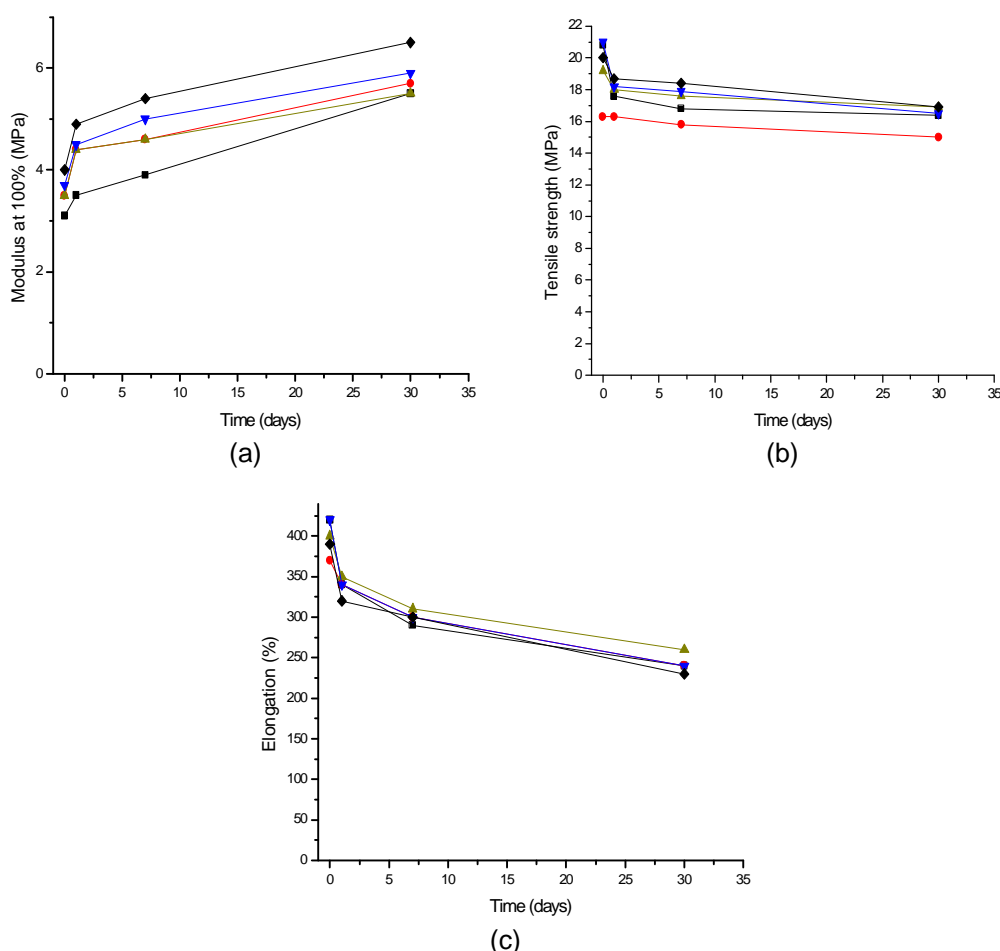 6
4
2
0
0 5 10 15 20 25 30 35
Modulus at 100% (MPa)
Time (days)
(a)
22
20
18
16
14
12
10
8
6
4
2
0
0 5 10 15 20 25 30 35
Tensile strength (MPa)
Time (days)
(b)
400
350
300
250
200
150
100
50
0
0 5 10 15 20 25 30 35
Elongation (%)
Time (days)
(c)